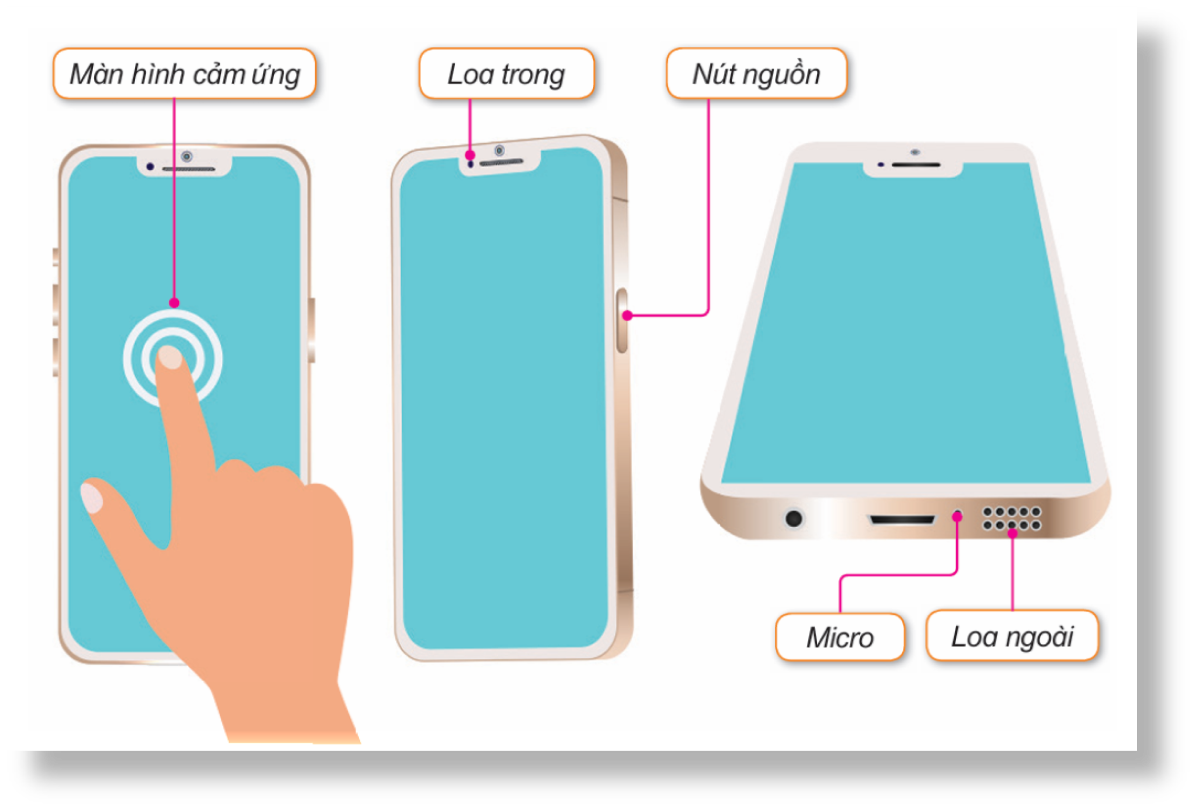 Màn hình cảm ứng
Loa trong
Nút nguồn
Micro
Loa ngoài